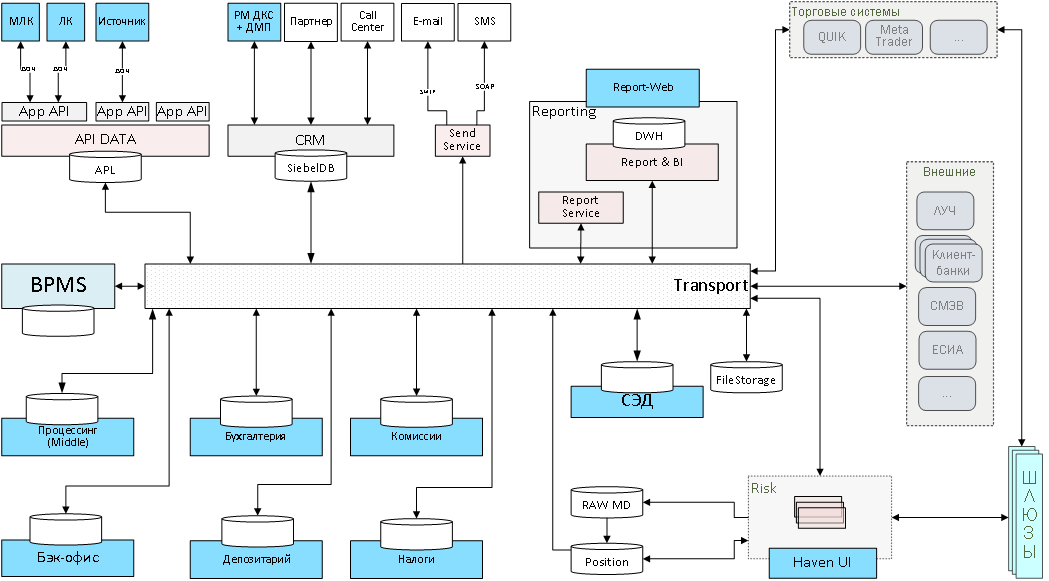 МЛК
ЛК
Источник
РМ ДКС
+ ДМП
Партнер
Call
Center
E-mail
SMS
Торговые системы
QUIK
Meta
Trader
...
SOAP
Report-Web
App API
App API
App API
Reporting
API DATA
CRM
Send
Service
DWH
APL
SiebelDB
Report & BI
Внешние
Report
Service
ЛУЧ
Клиент-
банки
BPMS
Transport
СМЭВ
ЕСИА
FileStorage
...
СЭД
Процессинг
(Middle)
Бухгалтерия
Комиссии
Risk
RAW MD
ШЛЮЗЫ
Бэк-офис
Депозитарий
Налоги
Position
Haven UI